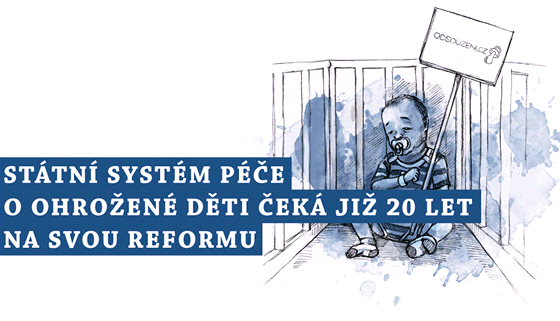 ODSOUZENI.CZ
STÁTNÍ SYSTÉM PÉČE
O OHROŽENÉ DĚTI ČEKÁ JIŽ 20 LET
NA SVOU REFORMU